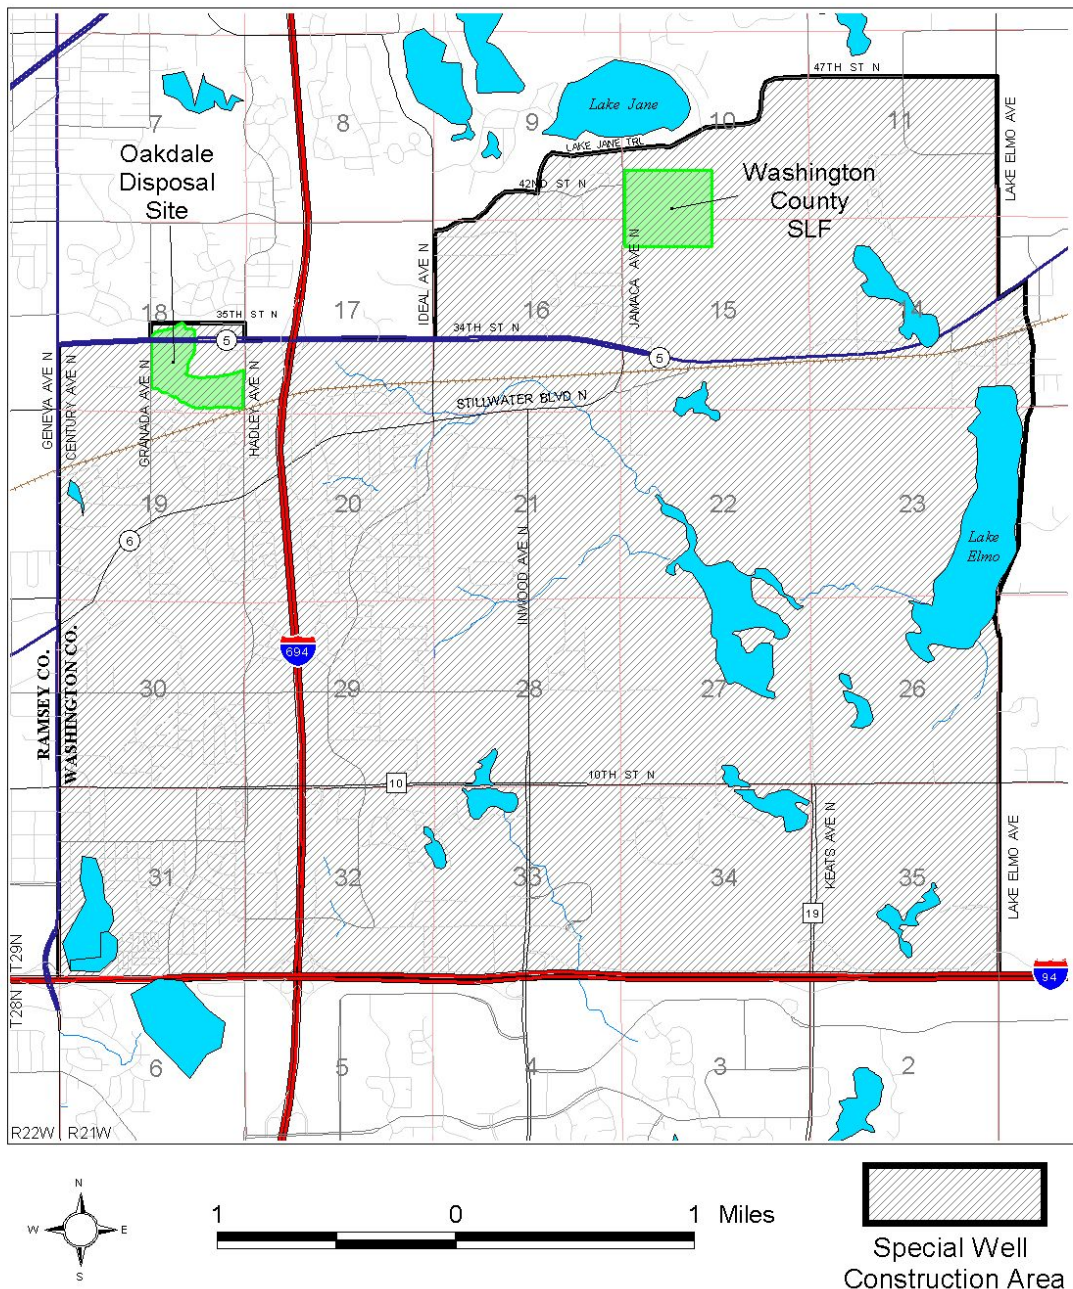 47TH ST N
Lake Jane
7
8
9
10
11
LAKE JANE TRL
LAKE ELMO AVE
Oakdale
Disposal
Site
42ND ST N
Washington
County
SLF
IDEAL AVE N
JAMACA AVE N
18
35TH ST N
17
16
15
14
34TH ST N
5
5
GENEVA AVE N
CENTURY AVE N
GRANADA AVE N
HADLEY AVE N
STILLWATER BLVD N
19
20
21
22
23
6
INWOOD AVE N
Lake
Elmo
694
RAMSEY CO.
WASHINGTON CO.
30
29
28
27
26
10
10TH ST N
KEATS AVE N
LAKE ELMO AVE
31
32
33
34
35
19
T29N
T28N
94
6
5
4
3
2
R22W
R21W
N
W
E
S
1
0
1
Miles
Special Well
Construction Area